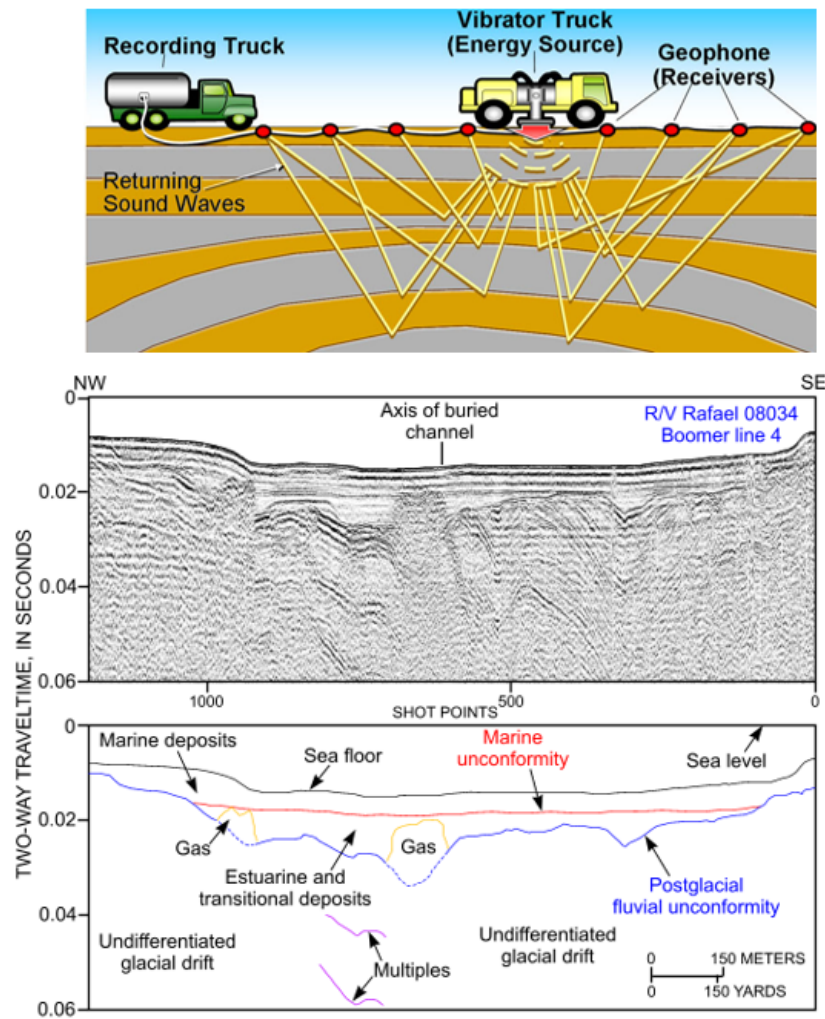 Recording Truck
Vibrator Truck
(Energy Source)
Geophone
(Receivers)
Returning
Sound Waves
NW
SE
Axis of buried
channel
R/V Rafael 08034
Boomer line 4
TWO-WAY TRAVELTIME, IN SECONDS
0
0.02
0.04
0.06
1000
500
0
SHOT POINTS
0
0.02
0.04
0.06
Marine deposits
Sea floor
Marine
unconformity
Sea level
Gas
Gas
Estuarine and
transitional deposits
Postglacial
fluvial unconformity
Undifferentiated
glacial drift
Multiples
Undifferentiated
glacial drift
0 150 METERS
0 150 YARDS